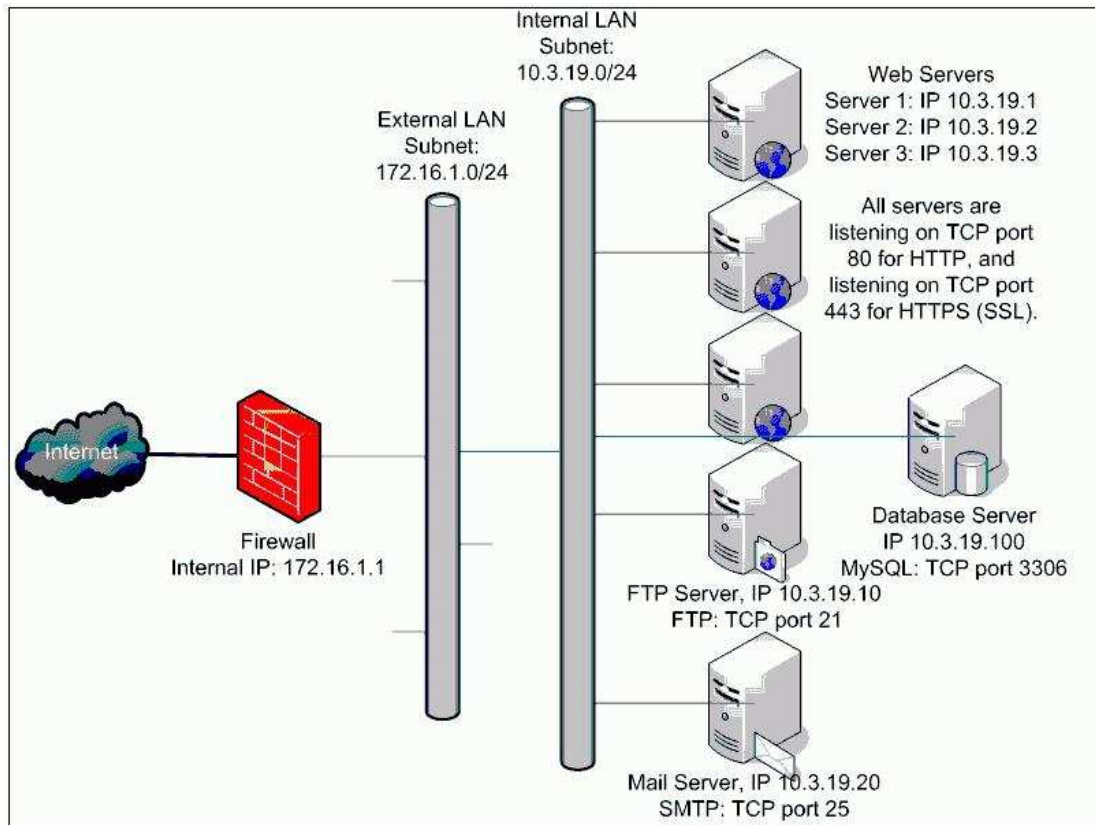 Internal LAN
Subnet:
10.3.19.0/24
External LAN
Subnet:
172.16.1.0/24
Web Servers
Server 1: IP 10.3.19.1
Server 2: IP 10.3.19.2
Server 3: IP 10.3.19.3
All servers are
listening on TCP port
80 for HTTP, and
listening on TCP port
443 for HTTPS (SSL).
Internet
Firewall
Internal IP: 172.16.1.1
Database Server
IP 10.3.19.100
MySQL: TCP port 3306
FTP Server, IP 10.3.19.10
FTP: TCP port 21
Mail Server, IP 10.3.19.20
SMTP: TCP port 25